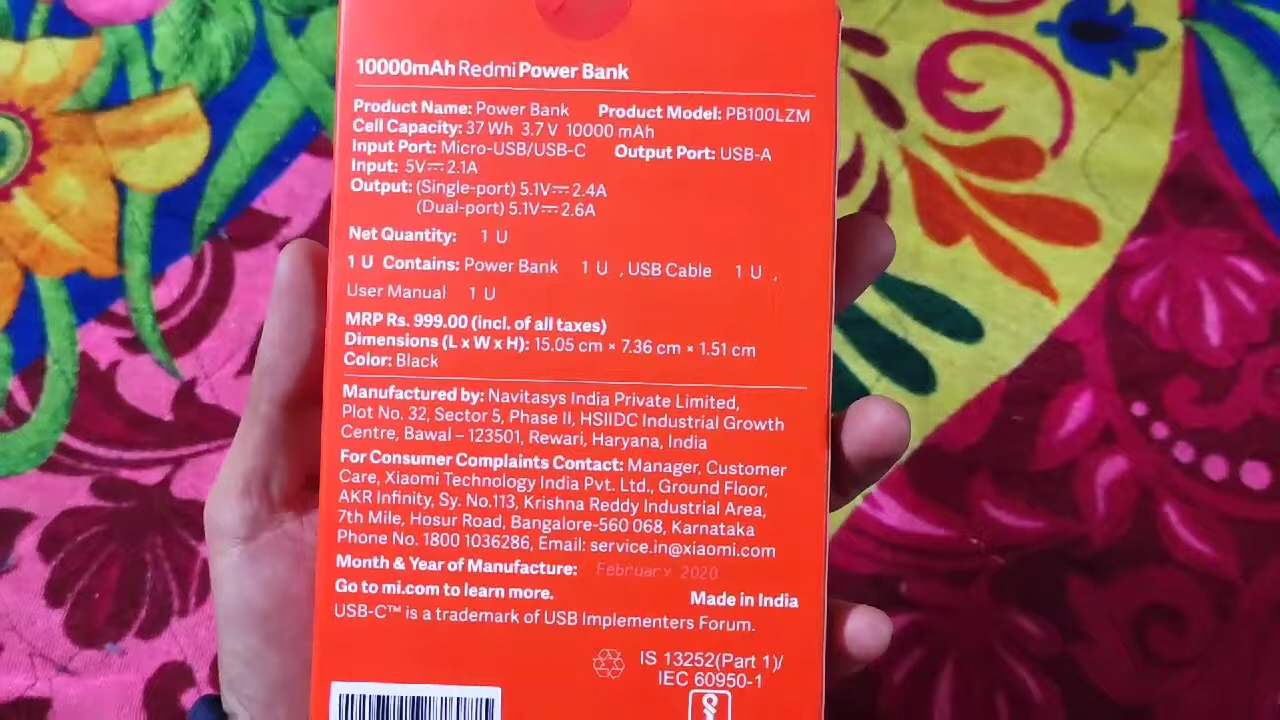 10000mAh Redmi Power Bank
Product Name: Power Bank Product Model: PB100LZM
Cell Capacity: 37 Wh 3.7 V 10000 mAh
Input Port: Micro-USB/USB-C Output Port: USB-A
Input: 5V⎓2.1A
Output: (Single-port) 5.1V⎓2.4A
(Dual-port) 5.1V⎓2.6A
Net Quantity: 1 U
1 U Contains: Power Bank 1 U , USB Cable 1 U ,
User Manual 1 U
MRP Rs. 999.00 (incl. of all taxes)
Dimensions (L x W x H): 15.05 cm × 7.36 cm × 1.51 cm
Color: Black
Manufactured by: Navitasys India Private Limited,
Plot No. 32, Sector 5, Phase II, HSIIDC Industrial Growth
Centre, Bawal – 123501, Rewari, Haryana, India
For Consumer Complaints Contact: Manager, Customer
Care, Xiaomi Technology India Pvt. Ltd., Ground Floor,
AKR Infinity, Sy. No.113, Krishna Reddy Industrial Area,
7th Mile, Hosur Road, Bangalore-560 068, Karnataka
Phone No. 1800 1036286, Email: service.in@xiaomi.com
Month & Year of Manufacture: February 2020
Go to mi.com to learn more. Made in India
USB-C™ is a trademark of USB Implementers Forum.
IS 13252(Part 1)/
IEC 60950-1